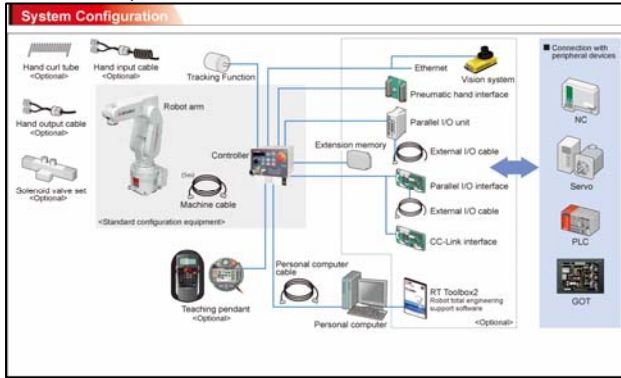 System Configuration
Hand curl tube
<Optional>
Hand input cable
<Optional>
Hand output cable
<Optional>
Solenoid valve set
<Optional>
Tracking Function
Robot arm
Controller
(5m)
Machine cable
<Standard configuration equipment>
Teaching pendant
<Optional>
Personal computer
cable
Personal computer
Extension memory
Ethernet
Vision system
Pneumatic hand interface
Parallel I/O unit
External I/O cable
Parallel I/O interface
External I/O cable
CC-Link interface
RT Toolbox2
Robot total engineering
support software
<Optional>
■ Connection with
peripheral devices
NC
Servo
PLC
GOT